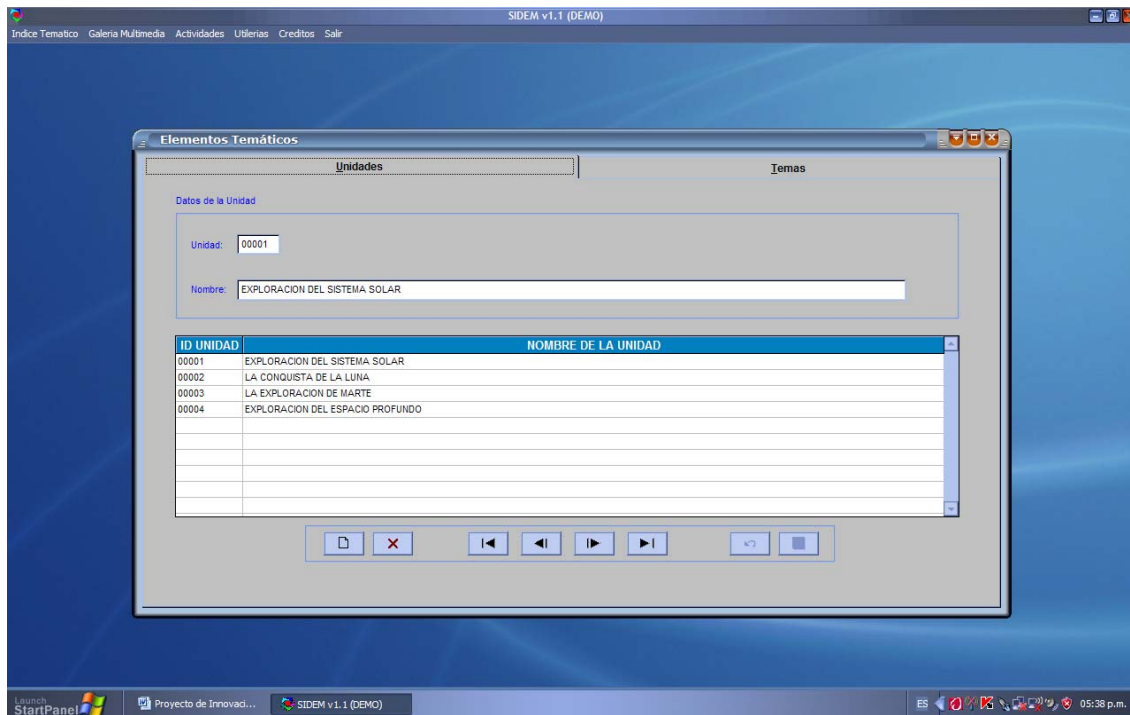 SIDEM v1.1 (DEMO)
Indice Tematico Galeria Multimedia Actividades Utilerias Creditos Salir
Elementos Temáticos
Unidades Temas
Datos de la Unidad
Unidad: 00001
Nombre: EXPLORACION DEL SISTEMA SOLAR
ID UNIDAD NOMBRE DE LA UNIDAD
00001 EXPLORACION DEL SISTEMA SOLAR
00002 LA CONQUISTA DE LA LUNA
00003 LA EXPLORACION DE MARTE
00004 EXPLORACION DEL ESPACIO PROFUNDO
Launch
StartPanel Proyecto de Innovaci... SIDEM v1.1 (DEMO) ES 05:38 p.m.